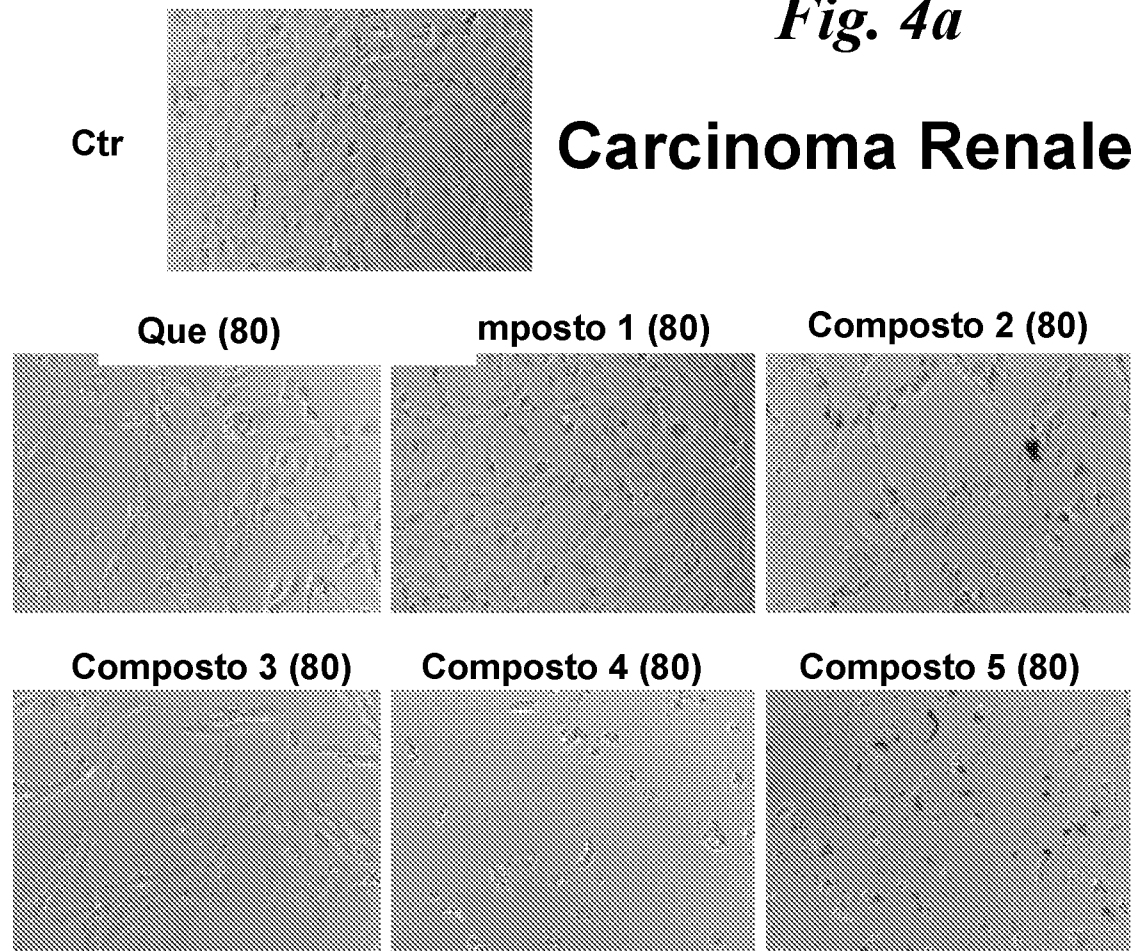 Fig. 4a
Ctr
Carcinoma Renale
Que (80)
mposto 1 (80)
Composto 2 (80)
Composto 3 (80)
Composto 4 (80)
Composto 5 (80)